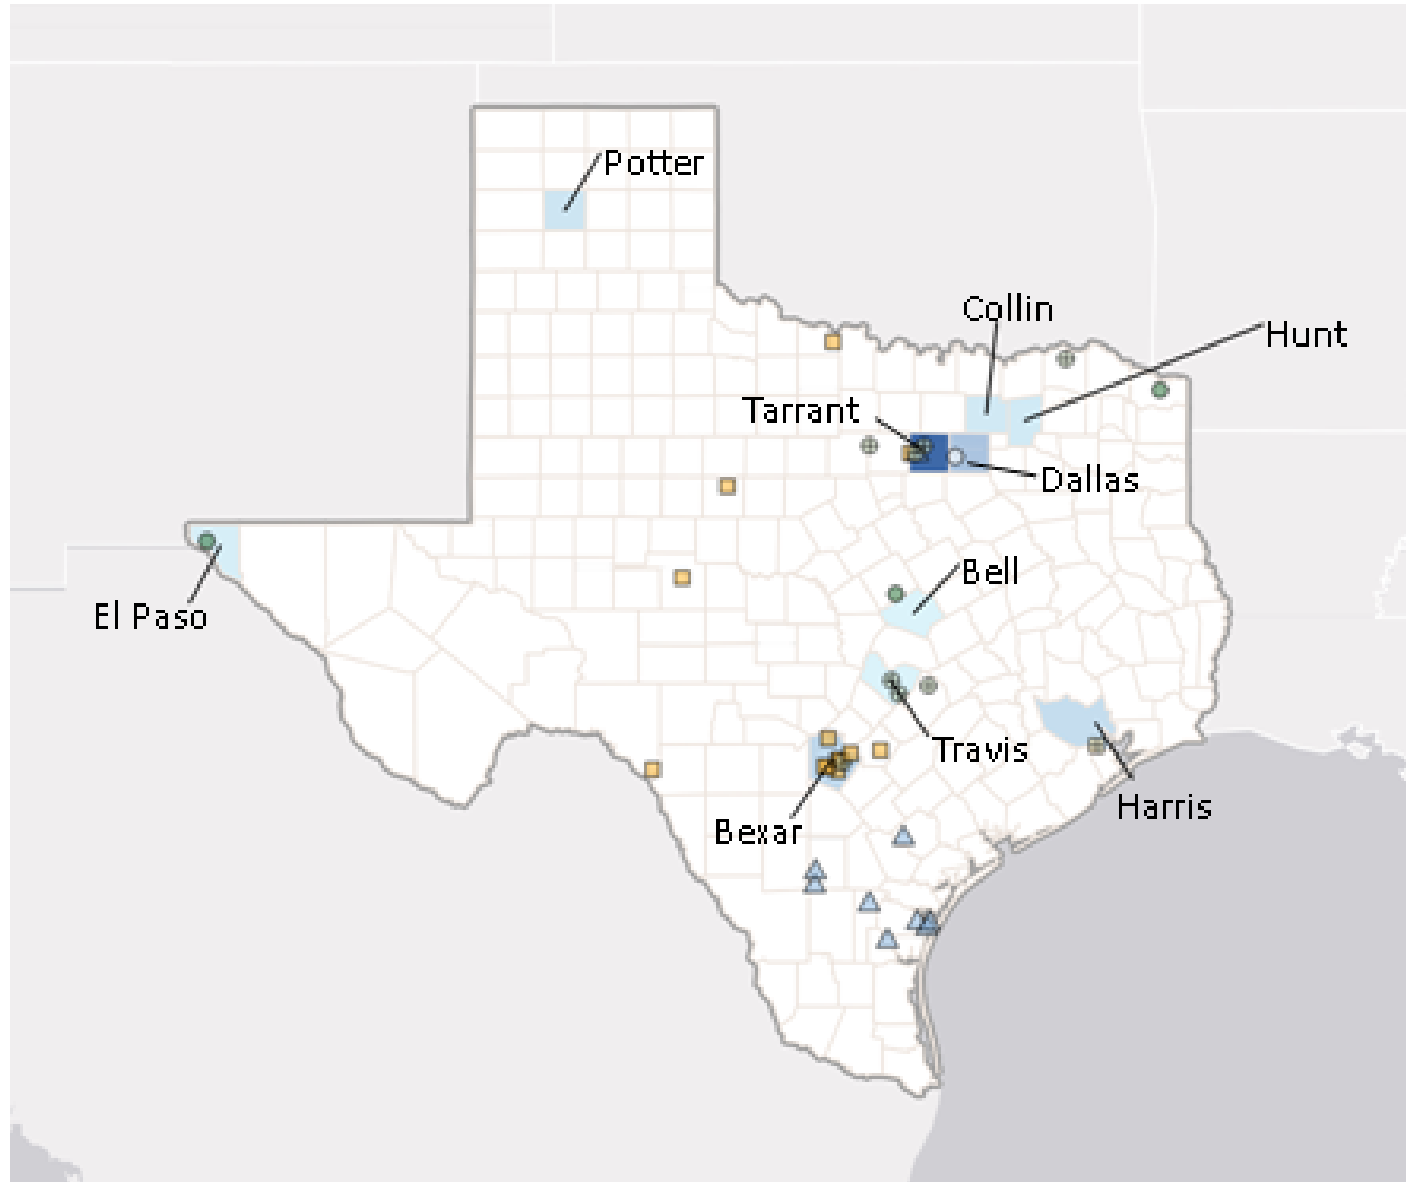 Potter
Collin
Hunt
Tarrant
Dallas
Bell
El Paso
Travis
Harris
Bexar